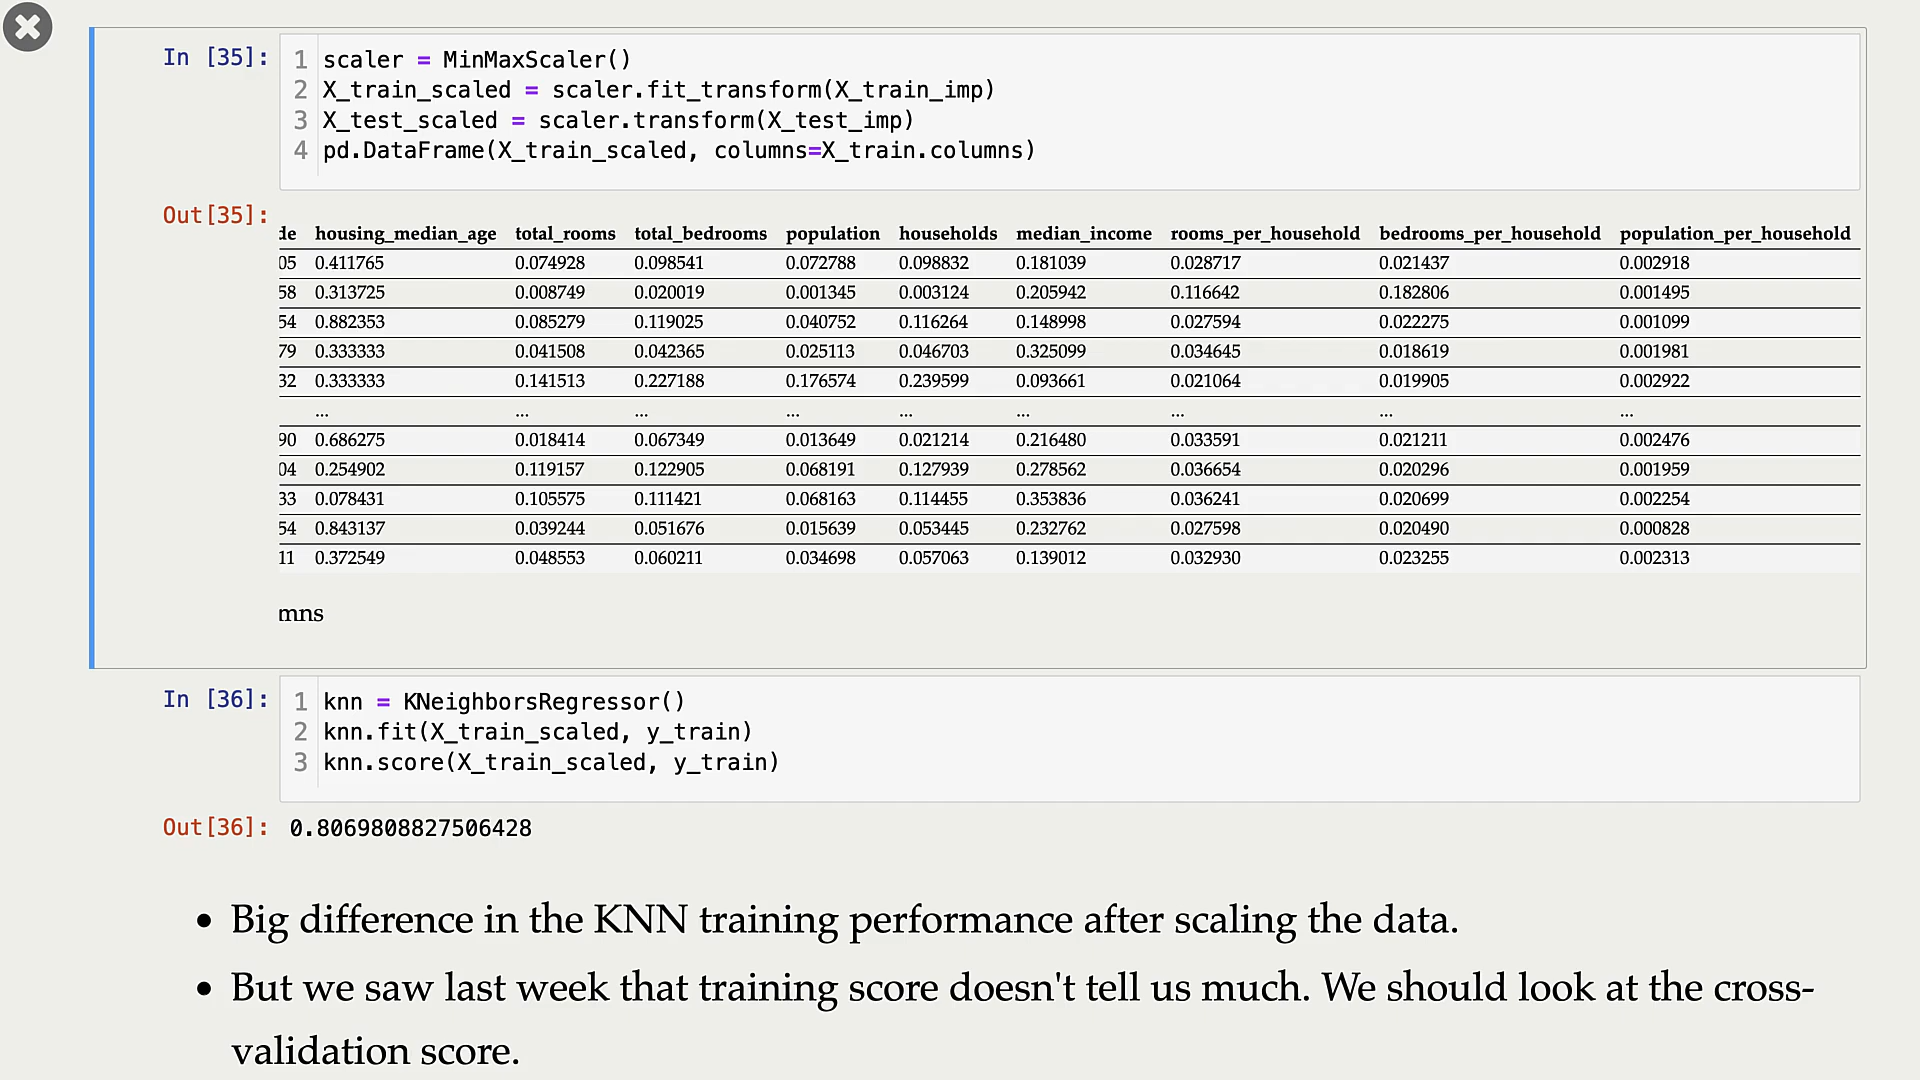 In [35]:
1 scaler = MinMaxScaler()
2 X_train_scaled = scaler.fit_transform(X_train_imp)
3 X_test_scaled = scaler.transform(X_test_imp)
4 pd.DataFrame(X_train_scaled, columns=X_train.columns)
Out[35]:
de housing_median_age total_rooms total_bedrooms population households median_income rooms_per_household bedrooms_per_household population_per_household
05 0.411765 0.074928 0.098541 0.072788 0.098832 0.181039 0.028717 0.021437 0.002918
58 0.313725 0.008749 0.020019 0.001345 0.003124 0.205942 0.116642 0.182806 0.001495
54 0.882353 0.085279 0.119025 0.040752 0.116264 0.148998 0.027594 0.022275 0.001099
79 0.333333 0.041508 0.042365 0.025113 0.046703 0.325099 0.034645 0.018619 0.001981
32 0.333333 0.141513 0.227188 0.176574 0.239599 0.093661 0.021064 0.019905 0.002922
... ... ... ... ... ... ... ... ...
90 0.686275 0.018414 0.067349 0.013649 0.021214 0.216480 0.033591 0.021211 0.002476
04 0.254902 0.119157 0.122905 0.068191 0.127939 0.278562 0.036654 0.020296 0.001959
33 0.078431 0.105575 0.111421 0.068163 0.114455 0.353836 0.036241 0.020699 0.002254
54 0.843137 0.039244 0.051676 0.015639 0.053445 0.232762 0.027598 0.020490 0.000828
11 0.372549 0.048553 0.060211 0.034698 0.057063 0.139012 0.032930 0.023255 0.002313
mns
In [36]:
1 knn = KNeighborsRegressor()
2 knn.fit(X_train_scaled, y_train)
3 knn.score(X_train_scaled, y_train)
Out[36]: 0.8069808827506428
• Big difference in the KNN training performance after scaling the data.
• But we saw last week that training score doesn't tell us much. We should look at the cross-
validation score.